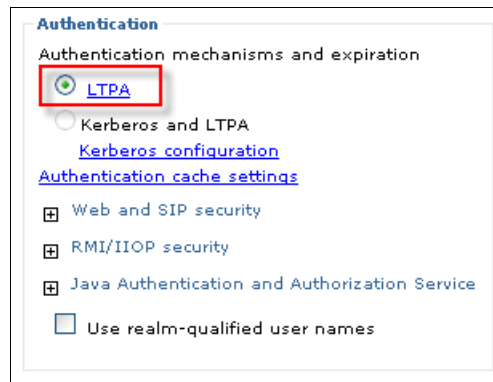 Authentication
Authentication mechanisms and expiration
LTPA
Kerberos and LTPA
Kerberos configuration
Authentication cache settings
Web and SIP security
RMI/IIOP security
Java Authentication and Authorization Service
Use realm-qualified user names